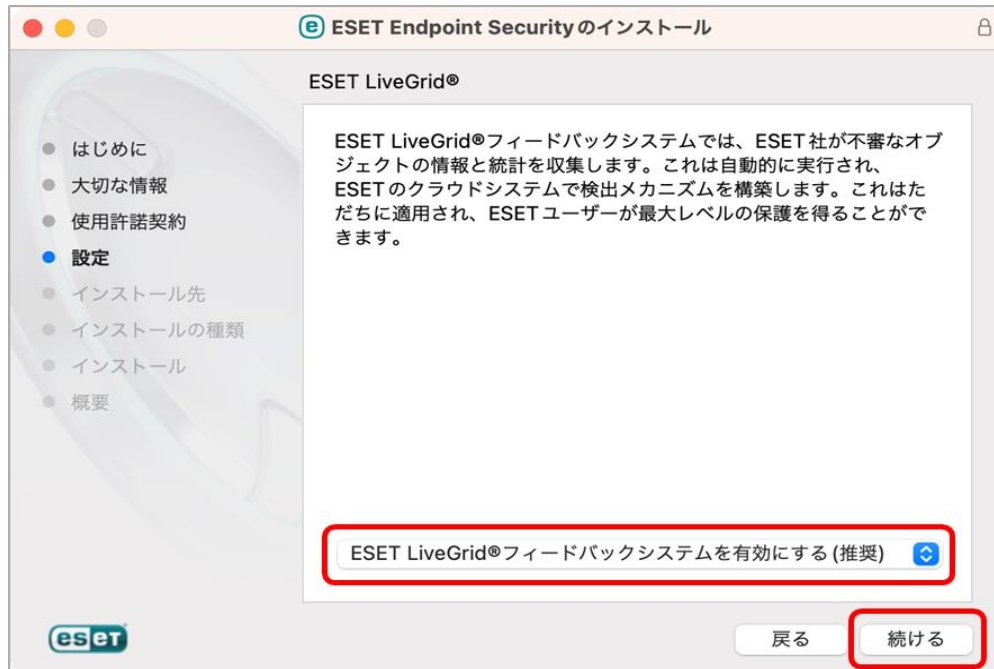 ESET Endpoint Securityのインストール
ESET LiveGrid®
はじめに
大切な情報
使用許諾契約
設定
インストール先
インストールの種類
インストール
概要
ESET LiveGrid®フィードバックシステムでは、ESET社が不審なオブ
ジェクトの情報と統計を収集します。これは自動的に実行され、
ESETのクラウドシステムで検出メカニズムを構築します。これはた
だちに適用され、ESETユーザーが最大レベルの保護を得ることがで
きます。
ESET LiveGrid®フィードバックシステムを有効にする(推奨)
eset
戻る
続ける